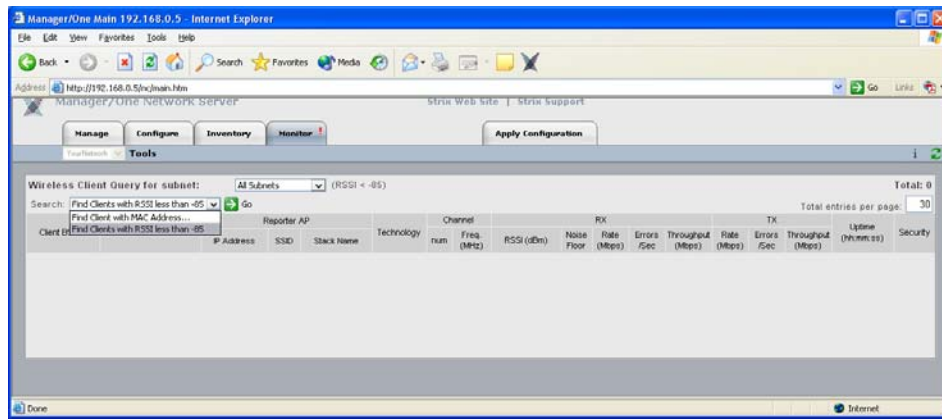 Manager/One Main 192.168.0.5 - Internet Explorer
File Edit View Favorites Tools Help
Back Search Favorites Media
Address http://192.168.0.5/nc/main.htm Go Links
Manager/One Network Server Strix Web Site | Strix Support
Manage Configure Inventory Monitor ! Apply Configuration
YourNetwork Tools i
Wireless Client Query for subnet: All Subnets (RSSI < -85) Total: 0
Search: Find Clients with RSSI less than -85 Go Total entries per page: 30
Find Client with MAC Address...
Find Clients with RSSI less than -85
Reporter AP Channel RX TX
Client IP Address SSID Stack Name Technology num Freq. (MHz) RSSI (dBm) Noise Floor Rate (Mbps) Errors /Sec Throughput (Mbps) Rate (Mbps) Errors /Sec Throughput (Mbps) Uptime (hh:mm:ss) Security
Done Internet